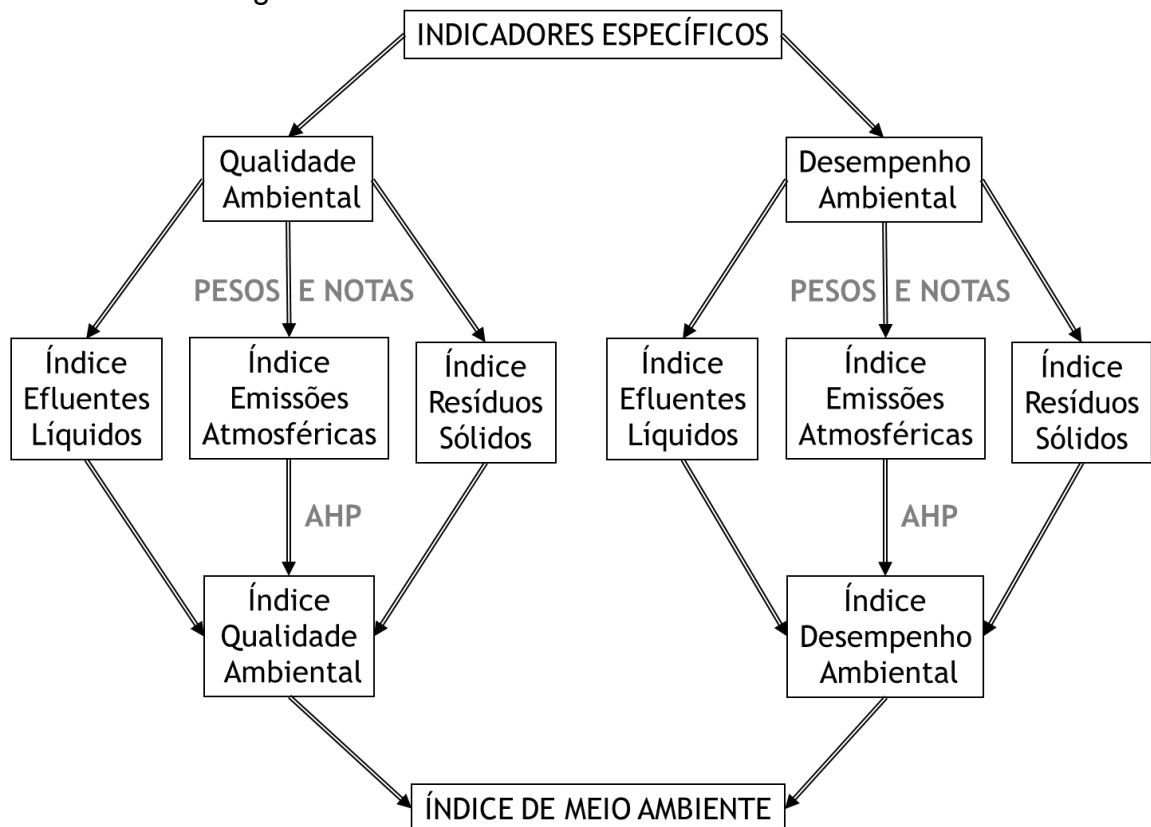 INDICADORES ESPECÍFICOS
Qualidade
Ambiental
Desempenho
Ambiental
PESOS E NOTAS
PESOS E NOTAS
Índice
Efluentes
Líquidos
Índice
Emissões
Atmosféricas
Índice
Resíduos
Sólidos
Índice
Efluentes
Líquidos
Índice
Emissões
Atmosféricas
Índice
Resíduos
Sólidos
AHP
AHP
Índice
Qualidade
Ambiental
Índice
Desempenho
Ambiental
ÍNDICE DE MEIO AMBIENTE